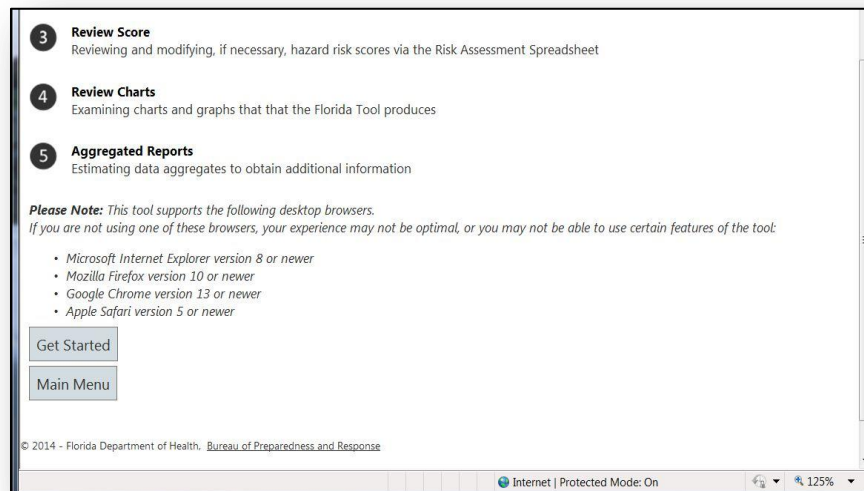 3 Review Score
Reviewing and modifying, if necessary, hazard risk scores via the Risk Assessment Spreadsheet
4 Review Charts
Examining charts and graphs that that the Florida Tool produces
5 Aggregated Reports
Estimating data aggregates to obtain additional information
Please Note: This tool supports the following desktop browsers.
If you are not using one of these browsers, your experience may not be optimal, or you may not be able to use certain features of the tool:
• Microsoft Internet Explorer version 8 or newer
• Mozilla Firefox version 10 or newer
• Google Chrome version 13 or newer
• Apple Safari version 5 or newer
Get Started
Main Menu
© 2014 - Florida Department of Health. Bureau of Preparedness and Response
Internet | Protected Mode: On 125%